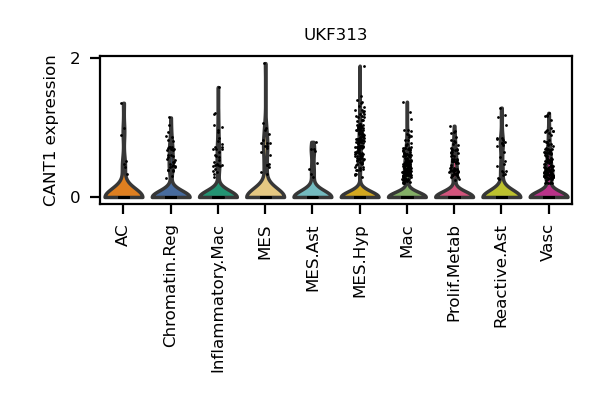 UKF313
CANT1 expression
2
0
AC
Chromatin.Reg
Inflammatory.Mac
MES
MES.Ast
MES.Hyp
Mac
Prolif.Metab
Reactive.Ast
Vasc